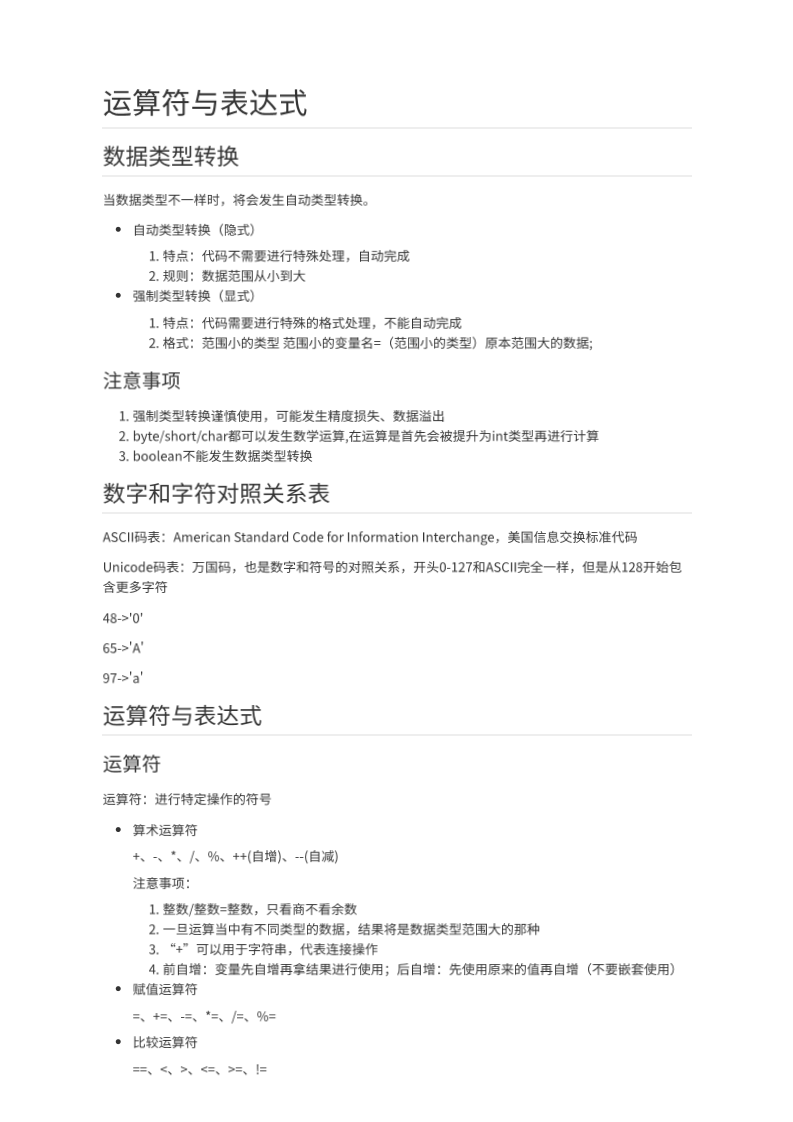 运算符与表达式
数据类型转换
当数据类型不一样时，将会发生自动类型转换。
• 自动类型转换（隐式）
1. 特点：代码不需要进行特殊处理，自动完成
2. 规则：数据范围从小到大
• 强制类型转换（显式）
1. 特点：代码需要进行特殊的格式处理，不能自动完成
2. 格式：范围小的类型 范围小的变量名=（范围小的类型）原本范围大的数据;
注意事项
1. 强制类型转换谨慎使用，可能发生精度损失、数据溢出
2. byte/short/char都可以发生数学运算,在运算是首先会被提升为int类型再进行计算
3. boolean不能发生数据类型转换
数字和字符对照关系表
ASCII码表：American Standard Code for Information Interchange，美国信息交换标准代码
Unicode码表：万国码，也是数字和符号的对照关系，开头0-127和ASCII完全一样，但是从128开始包
含更多字符
48->'0'
65->'A'
97->'a'
运算符与表达式
运算符
运算符：进行特定操作的符号
• 算术运算符
+、-、*、/、%、++(自增)、--(自减)
注意事项：
1. 整数/整数=整数，只看商不看余数
2. 一旦运算当中有不同类型的数据，结果将是数据类型范围大的那种
3. “+”可以用于字符串，代表连接操作
4. 前自增：变量先自增再拿结果进行使用；后自增：先使用原来的值再自增（不要嵌套使用）
• 赋值运算符
=、+=、-=、*=、/=、%=
• 比较运算符
==、<、>、<=、>=、!=